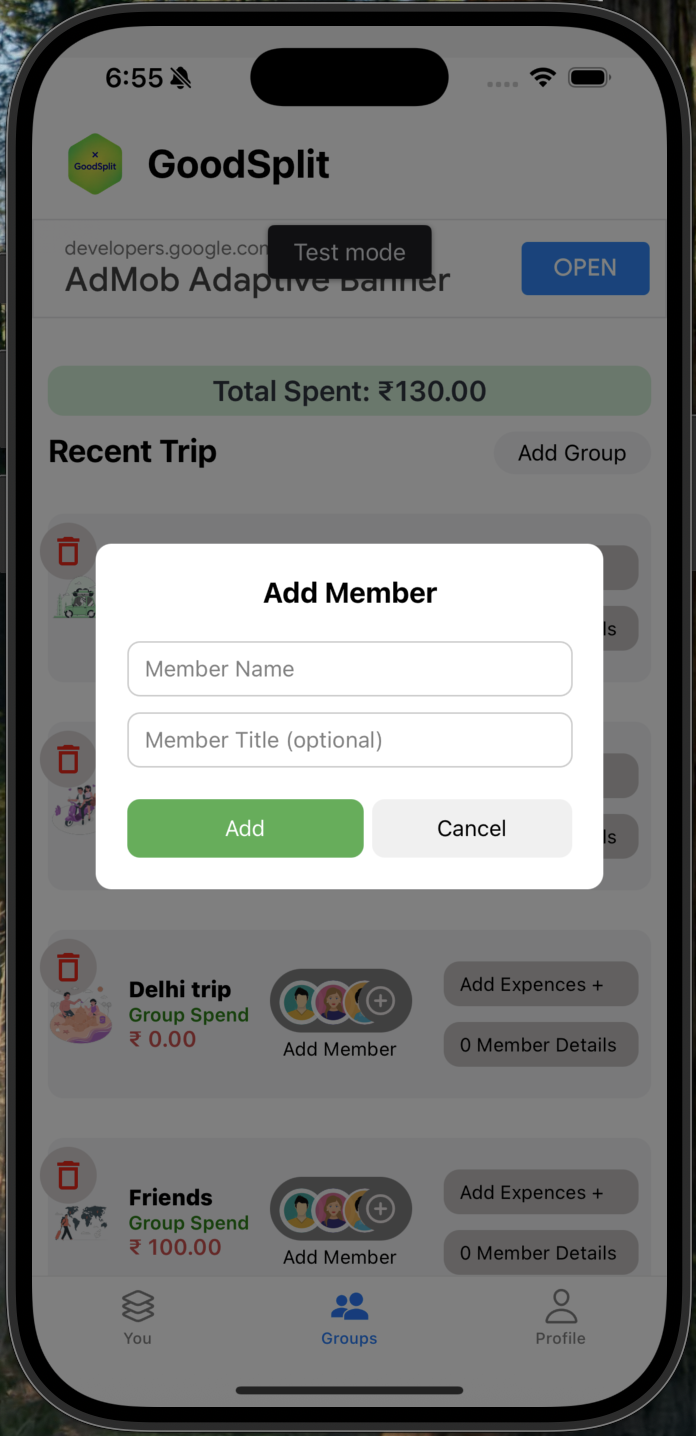 6:55
GoodSplit
GoodSplit
developers.google.com
Test mode
AdMob Adaptive Banner
OPEN
Total Spent: ₹130.00
Recent Trip
Add Group
Add Member
Member Name
Member Title (optional)
Add
Cancel
Delhi trip
Group Spend
₹ 0.00
Add Member
Add Expences +
0 Member Details
Friends
Group Spend
₹ 100.00
Add Member
Add Expences +
0 Member Details
You
Groups
Profile